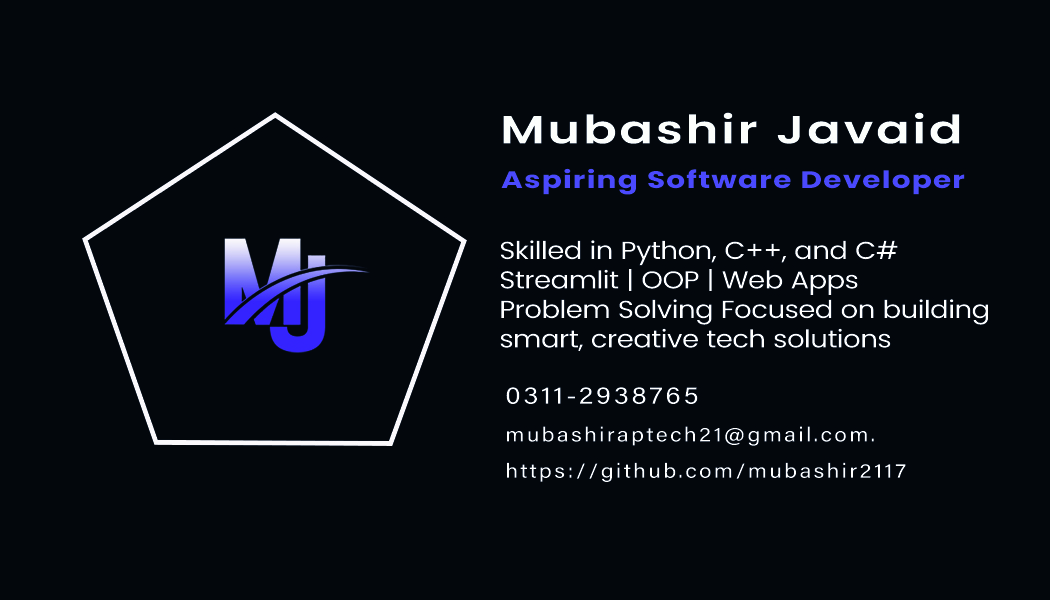 MJ
Mubashir Javaid
Aspiring Software Developer
Skilled in Python, C++, and C#
Streamlit | OOP | Web Apps
Problem Solving Focused on building
smart, creative tech solutions
0311-2938765
mubashiraptech21@gmail.com.
https://github.com/mubashir2117